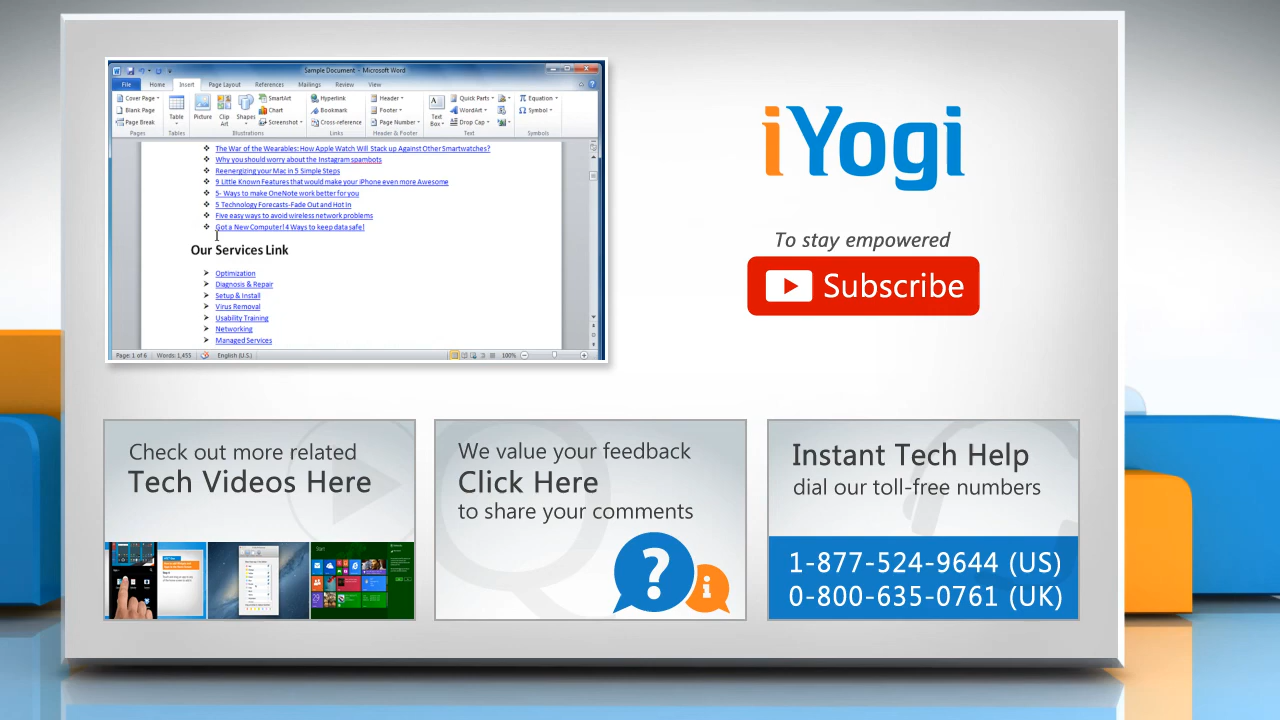 Sample Document - Microsoft Word
File Home Insert Page Layout References Mailings Review View
Cover Page
Blank Page
Page Break
Pages
Table
Tables
Picture
Clip Art
Shapes
SmartArt
Chart
Screenshot
Illustrations
Hyperlink
Bookmark
Cross-reference
Links
Header
Footer
Page Number
Header & Footer
A
Text Box
Quick Parts
WordArt
Drop Cap
Text
Equation
Symbol
Symbols
The War of the Wearables: How Apple Watch Will Stack up Against Other Smartwatches?
Why you should worry about the Instagram spambots
Reenergizing your Mac in 5 Simple Steps
9 Little Known Features that would make your iPhone even more Awesome
5- Ways to make OneNote work better for you
5 Technology Forecasts-Fade Out and Hot In
Five easy ways to avoid wireless network problems
Got a New Computer! 4 Ways to keep data safe!
Our Services Link
Optimization
Diagnosis & Repair
Setup & Install
Virus Removal
Usability Training
Networking
Managed Services
Page: 1 of 6 Words: 1,455 English (U.S.) 100%
iYogi
To stay empowered
Subscribe
Check out more related
Tech Videos Here
Start
We value your feedback
Click Here
to share your comments
?
i
Instant Tech Help
dial our toll-free numbers
1-877-524-9644 (US)
0-800-635-0761 (UK)